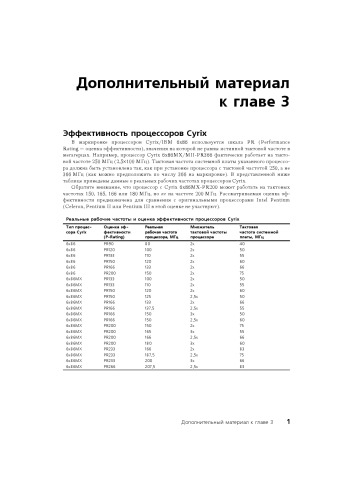 Дополнительный материал
к главе 3
Эффективность процессоров Cyrix
В маркировке процессоров Cyrix/IBM 6x86 используется шкала PR (Performance
Rating — оценка эффективности), значения на которой не равны истинной тактовой частоте в
мегагерцах. Например, процессор Cyrix 6x86MX/MII-PR366 фактически работает на такто-
вой частоте 250 МГц (2,5x100 МГц). Тактовая частота системной платы указанного процессо-
ра должна быть установлена так, как при установке процессора с тактовой частотой 250, а не
366 МГц (как можно предположить по числу 366 на маркировке). В представленной ниже
таблице приведены данные о реальных рабочих частотах процессоров Cyrix.
Обратите внимание, что процессор с Cyrix 6x86MX-PR200 может работать на тактовых
частотах 150, 165, 166 или 180 МГц, но не на частоте 200 МГц. Рассматриваемая оценка эф-
фективности предназначена для сравнения с оригинальными процессорами Intel Pentium
(Celeron, Pentium II или Pentium III в этой оценке не участвуют).
Реальные рабочие частоты и оценка эффективности процессоров Cyrix
Тип процес-
сора Cyrix
Оценка эф-
фективности
(P-Rating)
Реальная
рабочая частота
процессора, МГц
Множитель
тактовой частоты
процессора
Тактовая
частота системной
платы, МГц
6x86 PR90 80 2x 40
6x86 PR120 100 2x 50
6x86 PR133 110 2x 55
6x86 PR150 120 2x 60
6x86 PR166 133 2x 66
6x86 PR200 150 2x 75
6x86MX PR133 100 2x 50
6x86MX PR133 110 2x 55
6x86MX PR150 120 2x 60
6x86MX PR150 125 2,5x 50
6x86MX PR166 133 2x 66
6x86MX PR166 137,5 2,5x 55
6x86MX PR166 150 3x 50
6x86MX PR166 150 2,5x 60
6x86MX PR200 150 2x 75
6x86MX PR200 165 3x 55
6x86MX PR200 166 2,5x 66
6x86MX PR200 180 3x 60
6x86MX PR233 166 2x 83
6x86MX PR233 187,5 2,5x 75
6x86MX PR233 200 3x 66
6x86MX PR266 207,5 2,5x 83
Дополнительный материал к главе 3 1